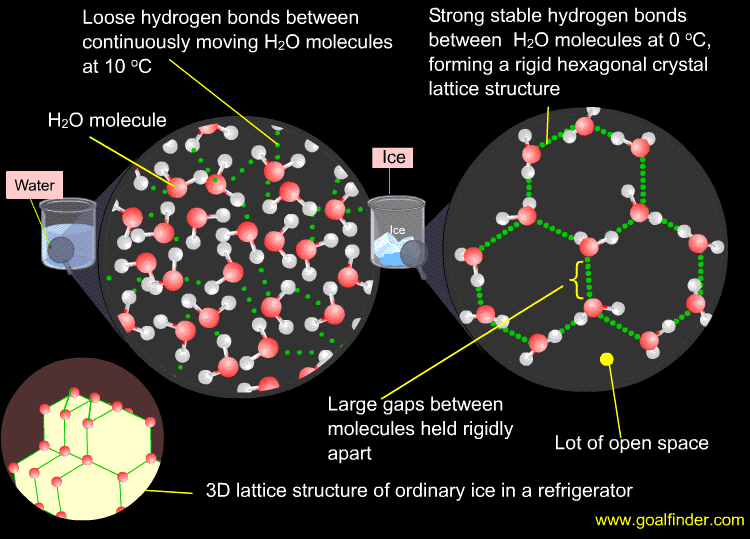 Loose hydrogen bonds between
continuously moving H₂O molecules
at 10 ᵒC
Strong stable hydrogen bonds
between H₂O molecules at 0 ᵒC,
forming a rigid hexagonal crystal
lattice structure
H₂O molecule
Water
Ice
Ice
Large gaps between
molecules held rigidly
apart
Lot of open space
3D lattice structure of ordinary ice in a refrigerator
www.goalfinder.com